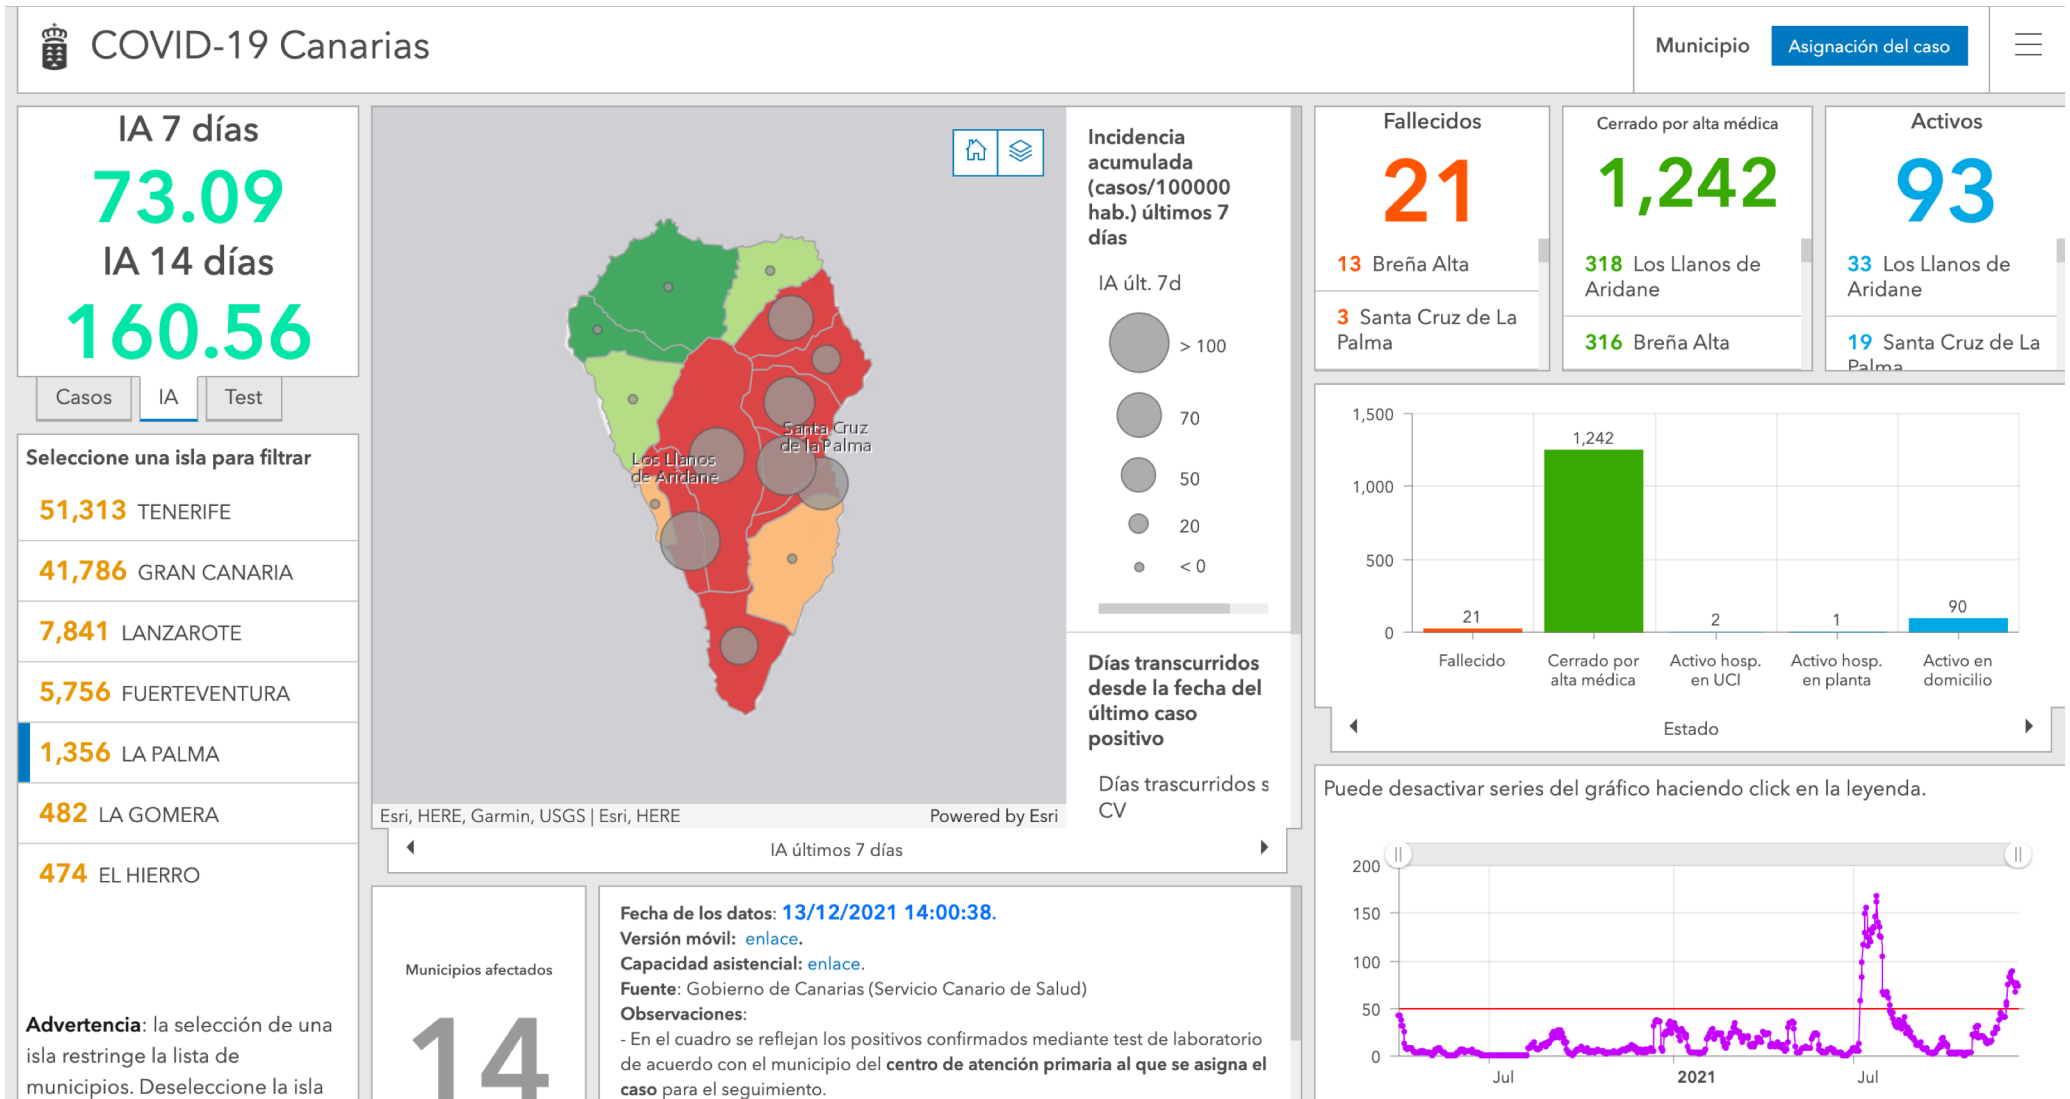 COVID-19 Canarias
Municipio
Asignación del caso
IA 7 días
73.09
IA 14 días
160.56
Casos
IA
Test
Seleccione una isla para filtrar
51,313 TENERIFE
41,786 GRAN CANARIA
7,841 LANZAROTE
5,756 FUERTEVENTURA
1,356 LA PALMA
482 LA GOMERA
474 EL HIERRO
Advertencia: la selección de una
isla restringe la lista de
municipios. Deseleccione la isla
Santa Cruz
de la Palma
Los Llanos
de Aridane
Esri, HERE, Garmin, USGS | Esri, HERE
Powered by Esri
IA últimos 7 días
Incidencia
acumulada
(casos/100000
hab.) últimos 7
días
IA últ. 7d
> 100
70
50
20
< 0
Días transcurridos
desde la fecha del
último caso
positivo
Días trascurridos s
CV
Municipios afectados
14
Fecha de los datos: 13/12/2021 14:00:38.
Versión móvil: enlace.
Capacidad asistencial: enlace.
Fuente: Gobierno de Canarias (Servicio Canario de Salud)
Observaciones:
- En el cuadro se reflejan los positivos confirmados mediante test de laboratorio
de acuerdo con el municipio del centro de atención primaria al que se asigna el
caso para el seguimiento.
Fallecidos
21
13 Breña Alta
3 Santa Cruz de La
Palma
Cerrado por alta médica
1,242
318 Los Llanos de
Aridane
316 Breña Alta
Activos
93
33 Los Llanos de
Aridane
19 Santa Cruz de La
Palma
1,500
1,000
500
0
21
1,242
2
1
90
Fallecido
Cerrado por
alta médica
Activo hosp.
en UCI
Activo hosp.
en planta
Activo en
domicilio
Estado
Puede desactivar series del gráfico haciendo click en la leyenda.
200
150
100
50
0
Jul
2021
Jul